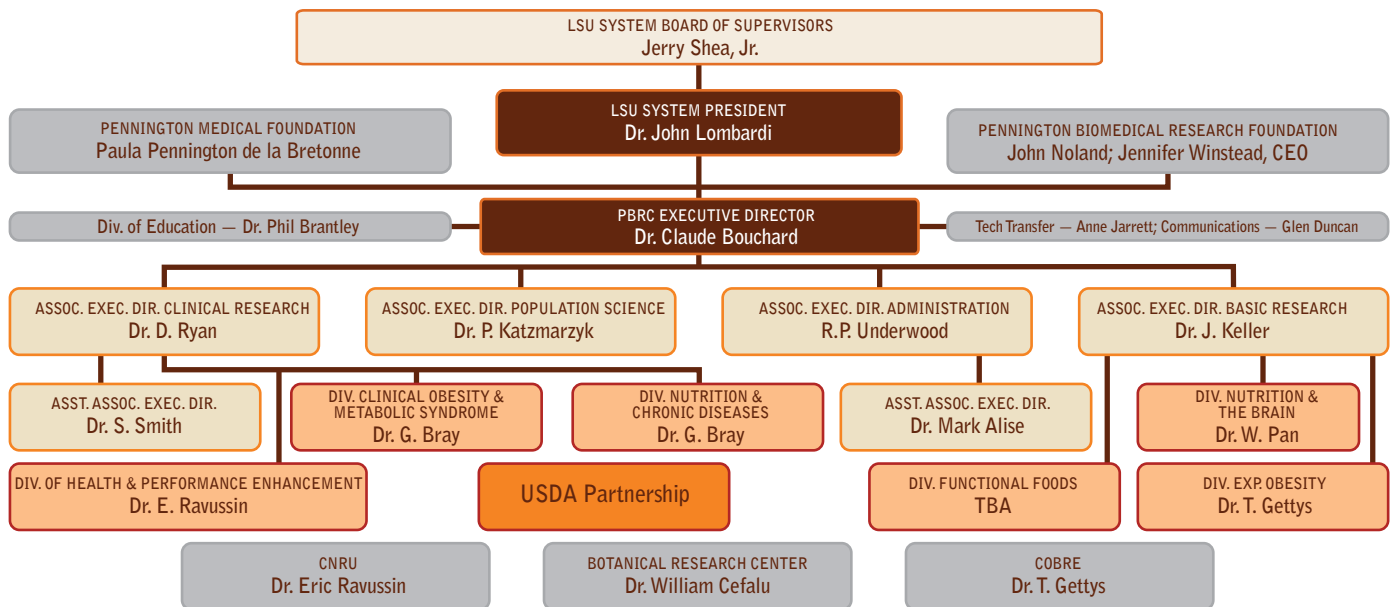 LSU SYSTEM BOARD OF SUPERVISORS
Jerry Shea, Jr.
LSU SYSTEM PRESIDENT
Dr. John Lombardi
PENNINGTON MEDICAL FOUNDATION
Paula Pennington de la Bretonne
PENNINGTON BIOMEDICAL RESEARCH FOUNDATION
John Noland; Jennifer Winstead, CEO
Div. of Education — Dr. Phil Brantley
PBRC EXECUTIVE DIRECTOR
Dr. Claude Bouchard
Tech Transfer — Anne Jarrett; Communications — Glen Duncan
ASSOC. EXEC. DIR. CLINICAL RESEARCH
Dr. D. Ryan
ASSOC. EXEC. DIR. POPULATION SCIENCE
Dr. P. Katzmarzyk
ASSOC. EXEC. DIR. ADMINISTRATION
R.P. Underwood
ASSOC. EXEC. DIR. BASIC RESEARCH
Dr. J. Keller
ASST. ASSOC. EXEC. DIR.
Dr. S. Smith
DIV. CLINICAL OBESITY &
METABOLIC SYNDROME
Dr. G. Bray
DIV. NUTRITION &
CHRONIC DISEASES
Dr. G. Bray
ASST. ASSOC. EXEC. DIR.
Dr. Mark Alise
DIV. NUTRITION &
THE BRAIN
Dr. W. Pan
DIV. OF HEALTH & PERFORMANCE ENHANCEMENT
Dr. E. Ravussin
USDA Partnership
DIV. FUNCTIONAL FOODS
TBA
DIV. EXP. OBESITY
Dr. T. Gettys
CNRU
Dr. Eric Ravussin
BOTANICAL RESEARCH CENTER
Dr. William Cefalu
COBRE
Dr. T. Gettys